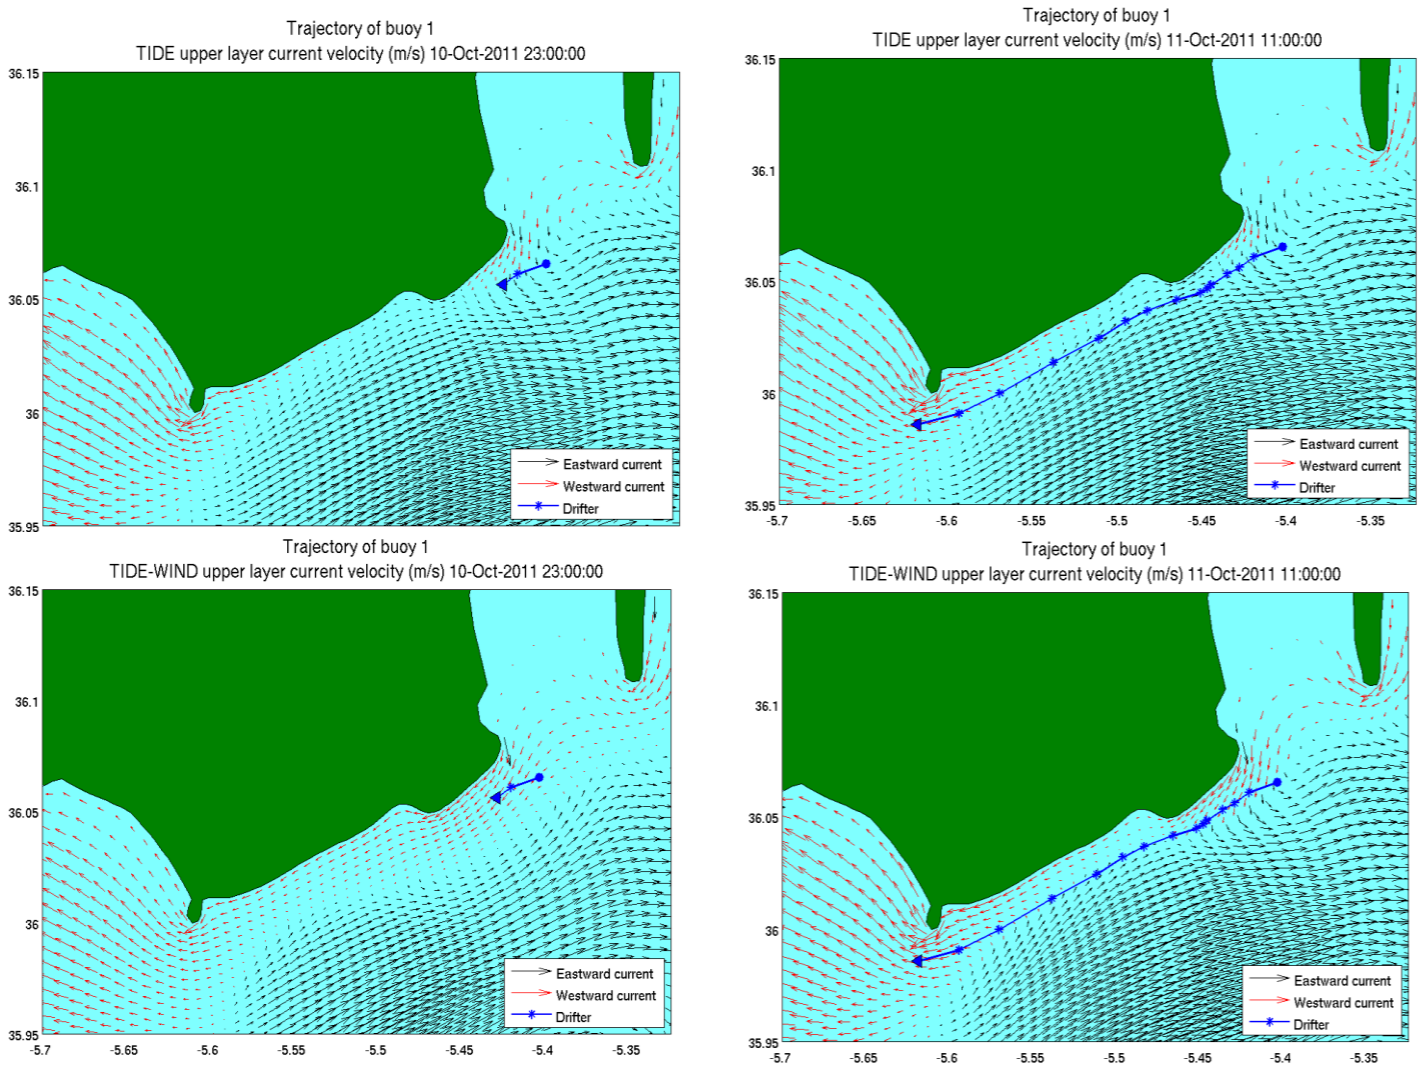 Trajectory of buoy 1
TIDE upper layer current velocity (m/s) 10-Oct-2011 23:00:00
36.15
36.1
36.05
36
35.95
Eastward current
Westward current
Drifter
Trajectory of buoy 1
TIDE upper layer current velocity (m/s) 11-Oct-2011 11:00:00
36.15
36.1
36.05
36
35.95
-5.7 -5.65 -5.6 -5.55 -5.5 -5.45 -5.4 -5.35
Eastward current
Westward current
Drifter
Trajectory of buoy 1
TIDE-WIND upper layer current velocity (m/s) 10-Oct-2011 23:00:00
36.15
36.1
36.05
36
35.95
-5.7 -5.65 -5.6 -5.55 -5.5 -5.45 -5.4 -5.35
Eastward current
Westward current
Drifter
Trajectory of buoy 1
TIDE-WIND upper layer current velocity (m/s) 11-Oct-2011 11:00:00
36.15
36.1
36.05
36
35.95
-5.7 -5.65 -5.6 -5.55 -5.5 -5.45 -5.4 -5.35
Eastward current
Westward current
Drifter